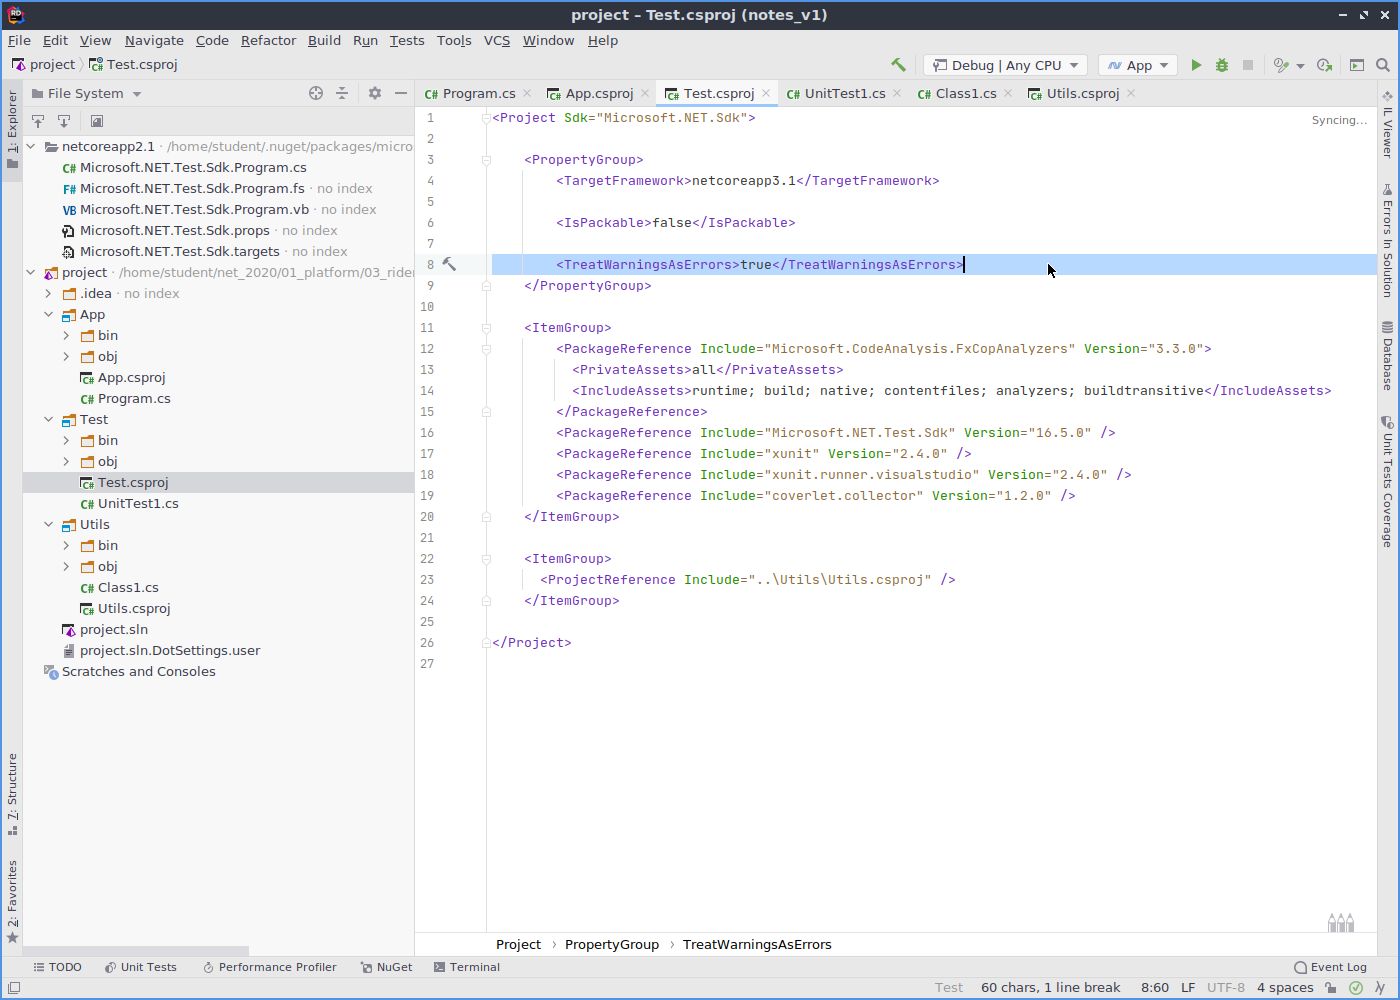 project – Test.csproj (notes_v1)
File Edit View Navigate Code Refactor Build Run Tests Tools VCS Window Help
project Test.csproj Debug | Any CPU App
1: Explorer
File System
netcoreapp2.1 · /home/student/.nuget/packages/micro
Microsoft.NET.Test.Sdk.Program.cs
Microsoft.NET.Test.Sdk.Program.fs · no index
Microsoft.NET.Test.Sdk.Program.vb · no index
Microsoft.NET.Test.Sdk.props · no index
Microsoft.NET.Test.Sdk.targets · no index
project · /home/student/net_2020/01_platform/03_rider
.idea · no index
App
bin
obj
App.csproj
Program.cs
Test
bin
obj
Test.csproj
UnitTest1.cs
Utils
bin
obj
Class1.cs
Utils.csproj
project.sln
project.sln.DotSettings.user
Scratches and Consoles
7: Structure
2: Favorites
Program.cs App.csproj Test.csproj UnitTest1.cs Class1.cs Utils.csproj
Syncing...
1 <Project Sdk="Microsoft.NET.Sdk">
2
3 <PropertyGroup>
4 <TargetFramework>netcoreapp3.1</TargetFramework>
5
6 <IsPackable>false</IsPackable>
7
8 <TreatWarningsAsErrors>true</TreatWarningsAsErrors>
9 </PropertyGroup>
10
11 <ItemGroup>
12 <PackageReference Include="Microsoft.CodeAnalysis.FxCopAnalyzers" Version="3.3.0">
13 <PrivateAssets>all</PrivateAssets>
14 <IncludeAssets>runtime; build; native; contentfiles; analyzers; buildtransitive</IncludeAssets>
15 </PackageReference>
16 <PackageReference Include="Microsoft.NET.Test.Sdk" Version="16.5.0" />
17 <PackageReference Include="xunit" Version="2.4.0" />
18 <PackageReference Include="xunit.runner.visualstudio" Version="2.4.0" />
19 <PackageReference Include="coverlet.collector" Version="1.2.0" />
20 </ItemGroup>
21
22 <ItemGroup>
23 <ProjectReference Include="..\Utils\Utils.csproj" />
24 </ItemGroup>
25
26 </Project>
27
IL Viewer
Errors In Solution
Database
Unit Tests Coverage
Project › PropertyGroup › TreatWarningsAsErrors
TODO Unit Tests Performance Profiler NuGet Terminal Event Log
Test 60 chars, 1 line break 8:60 LF UTF-8 4 spaces